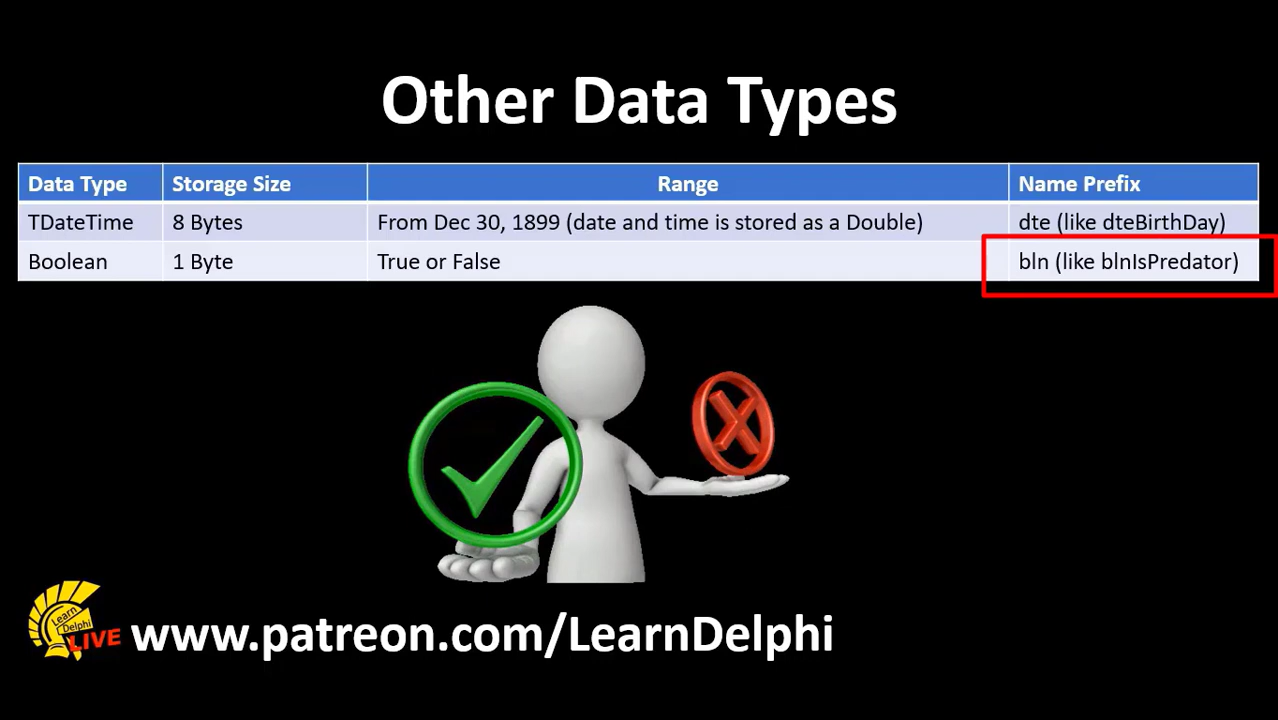 Other Data Types
Data Type Storage Size Range Name Prefix
TDateTime 8 Bytes From Dec 30, 1899 (date and time is stored as a Double) dte (like dteBirthDay)
Boolean 1 Byte True or False bln (like blnIsPredator)
Learn
Delphi
LIVE
www.patreon.com/LearnDelphi